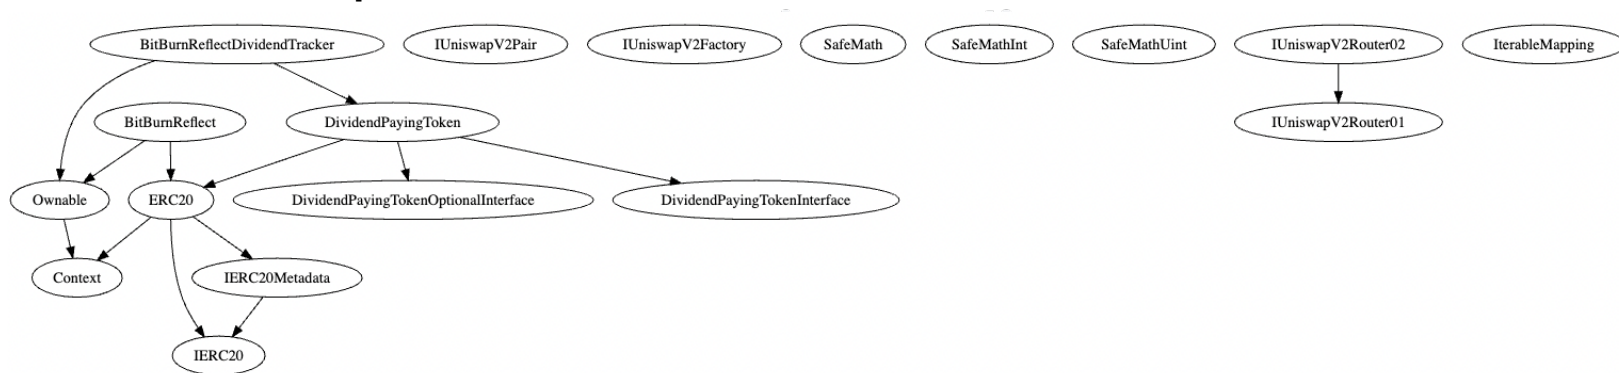 BitBurnReflectDividendTracker
IUniswapV2Pair
IUniswapV2Factory
SafeMath
SafeMathInt
SafeMathUint
IUniswapV2Router02
IterableMapping
BitBurnReflect
DividendPayingToken
IUniswapV2Router01
Ownable
ERC20
DividendPayingTokenOptionalInterface
DividendPayingTokenInterface
Context
IERC20Metadata
IERC20